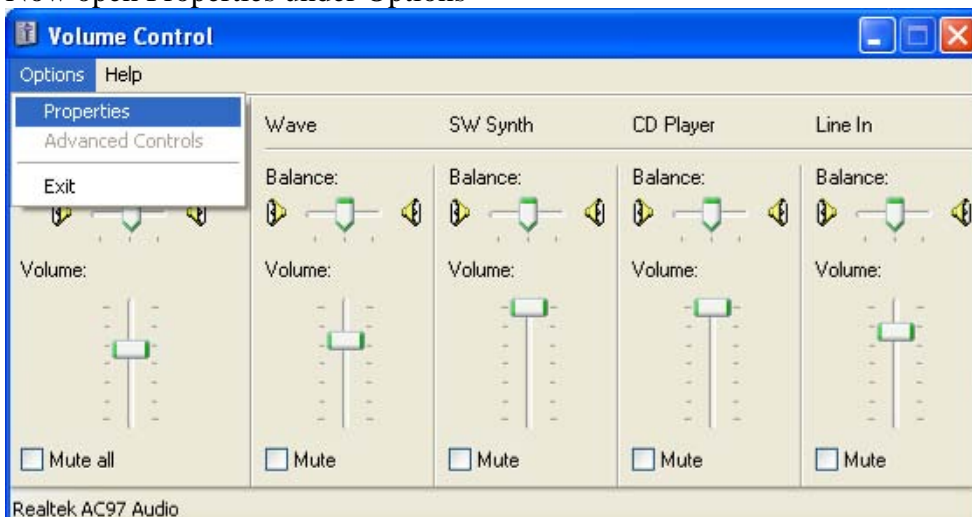 Now open Properties under Options
Volume Control
Options Help
Properties
Advanced Controls
Exit
Wave SW Synth CD Player Line In
Balance: Balance: Balance: Balance:
Volume: Volume: Volume: Volume: Volume:
Mute all Mute Mute Mute Mute
Realtek AC97 Audio